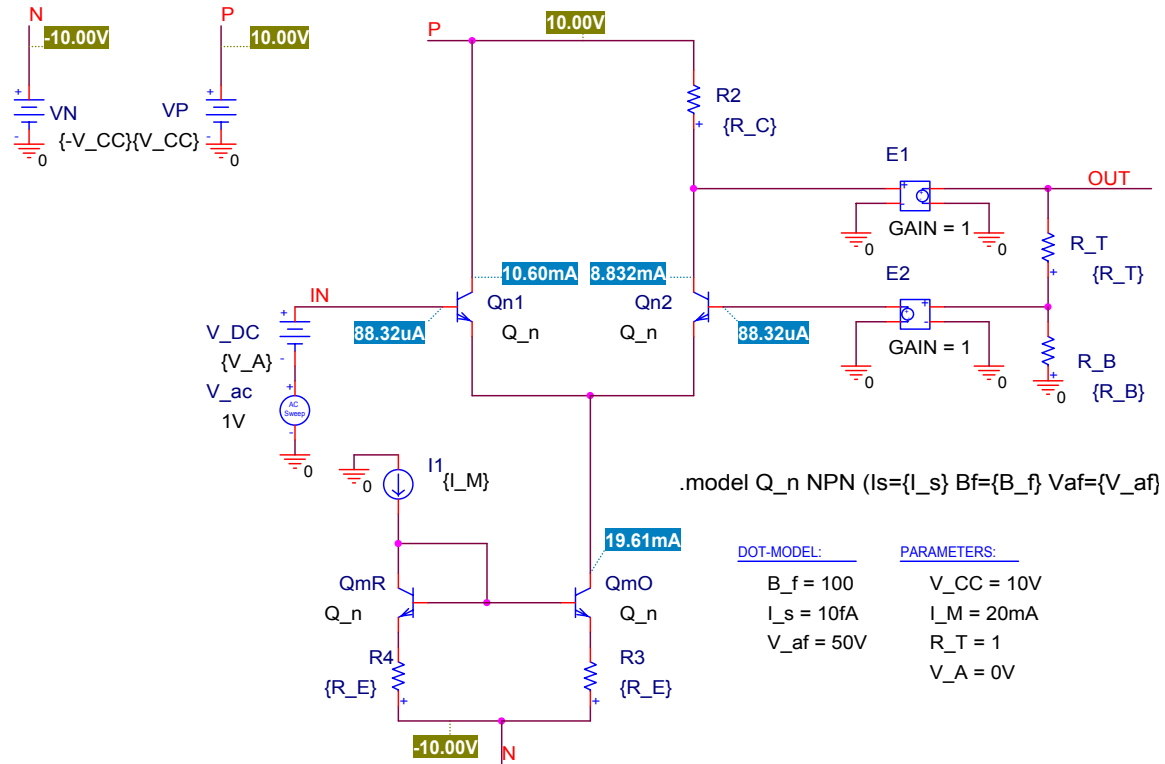 N
-10.00V
P
10.00V
+
VN
-
0
{-V_CC}
+
VP
-
0
{V_CC}
P
10.00V
R2
+
{R_C}
E1
+
-
+
-
0
GAIN = 1
0
OUT
R_T
+
{R_T}
E2
+
-
+
-
0
GAIN = 1
0
R_B
+
{R_B}
0
10.60mA
8.832mA
IN
Qn1
Q_n
88.32uA
Qn2
Q_n
88.32uA
+
V_DC
{V_A}
-
V_ac
+
1V
AC
Sweep
-
0
I1
{I_M}
0
.model Q_n NPN (Is={I_s} Bf={B_f} Vaf={V_af}
19.61mA
QmR
Q_n
QmO
Q_n
R4
{R_E}
+
R3
{R_E}
+
-10.00V
N
DOT-MODEL:
B_f = 100
I_s = 10fA
V_af = 50V
PARAMETERS:
V_CC = 10V
I_M = 20mA
R_T = 1
V_A = 0V